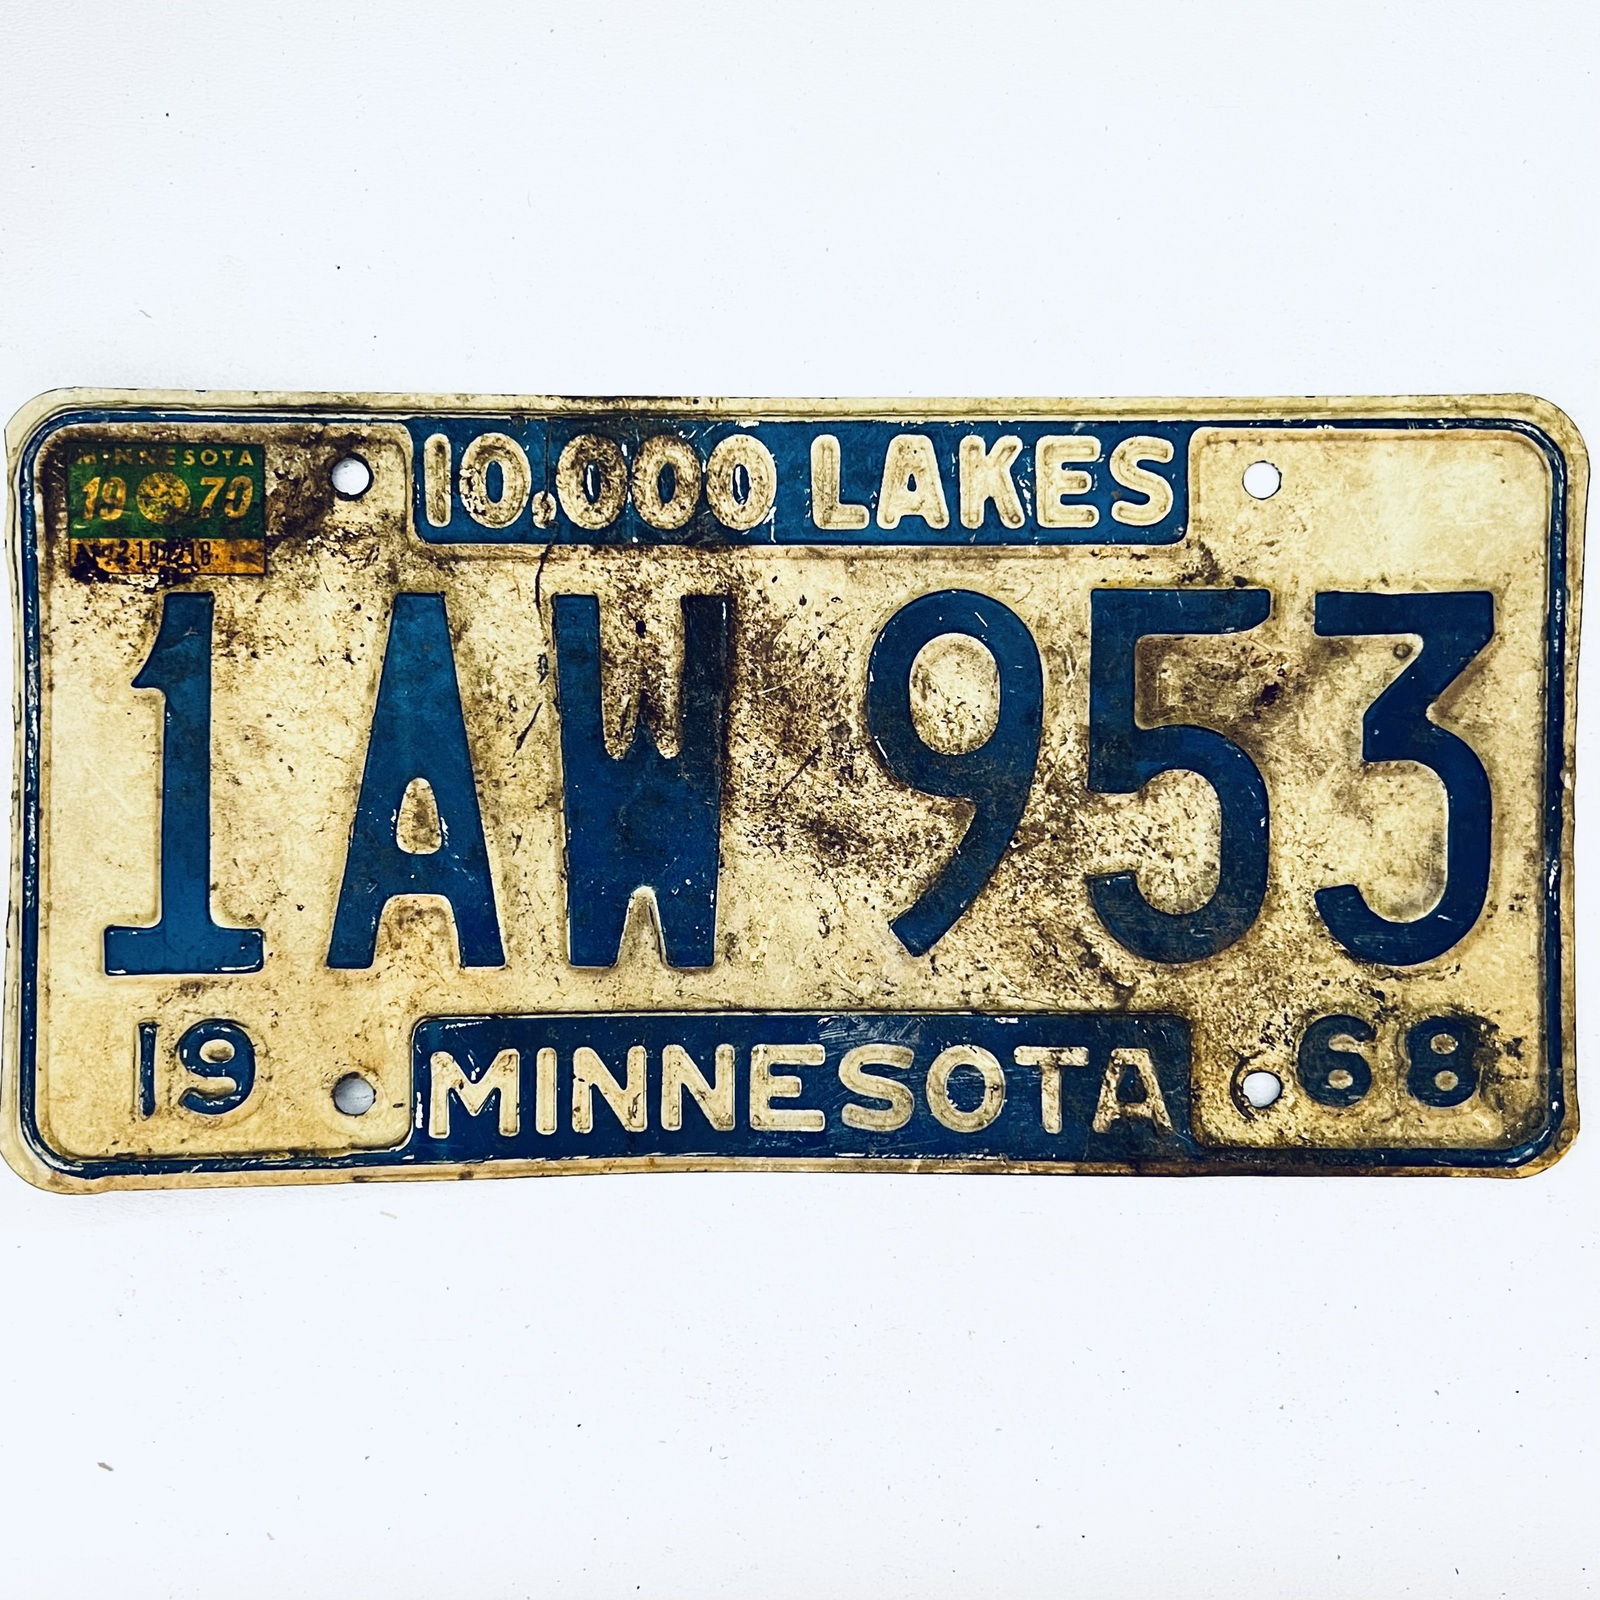 10,000 LAKES
MINNESOTA
19 70
1AW 953
19 MINNESOTA 68